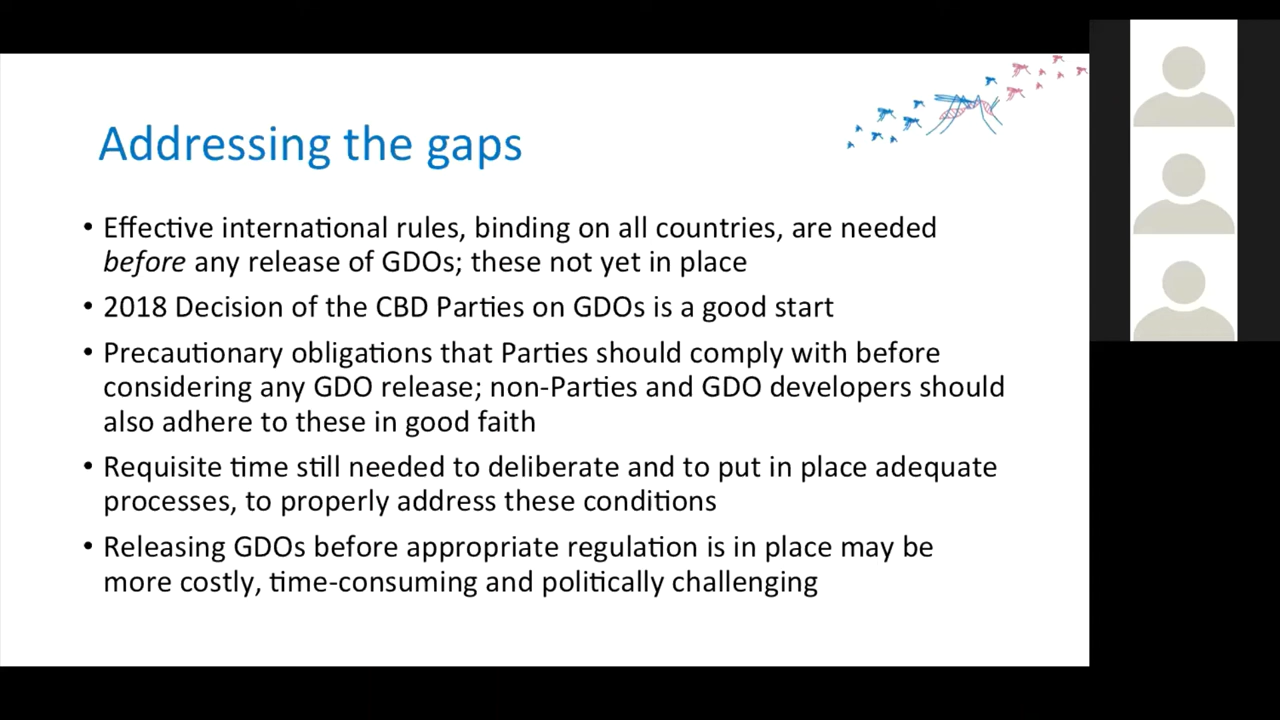 Addressing the gaps
• Effective international rules, binding on all countries, are needed
before any release of GDOs; these not yet in place
• 2018 Decision of the CBD Parties on GDOs is a good start
• Precautionary obligations that Parties should comply with before
considering any GDO release; non-Parties and GDO developers should
also adhere to these in good faith
• Requisite time still needed to deliberate and to put in place adequate
processes, to properly address these conditions
• Releasing GDOs before appropriate regulation is in place may be
more costly, time-consuming and politically challenging